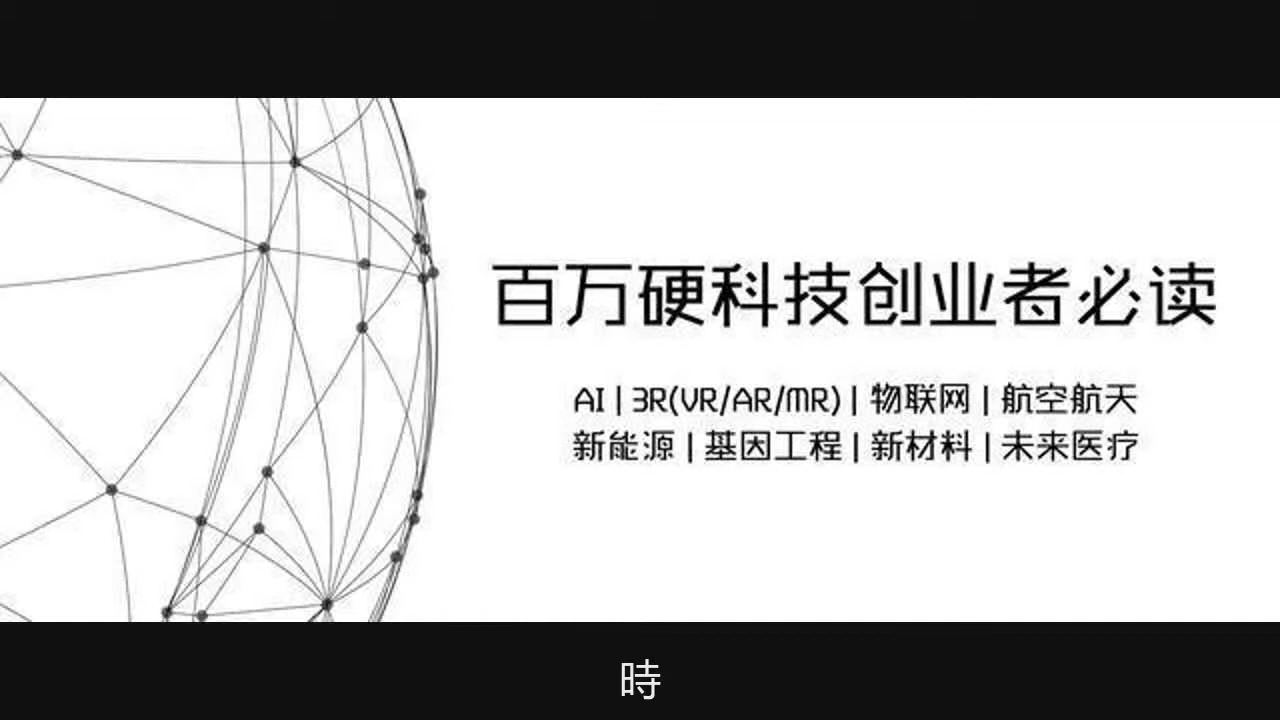 百万硬科技创业者必读
AI | 3R(VR/AR/MR) | 物联网 | 航空航天
新能源 | 基因工程 | 新材料 | 未来医疗
時